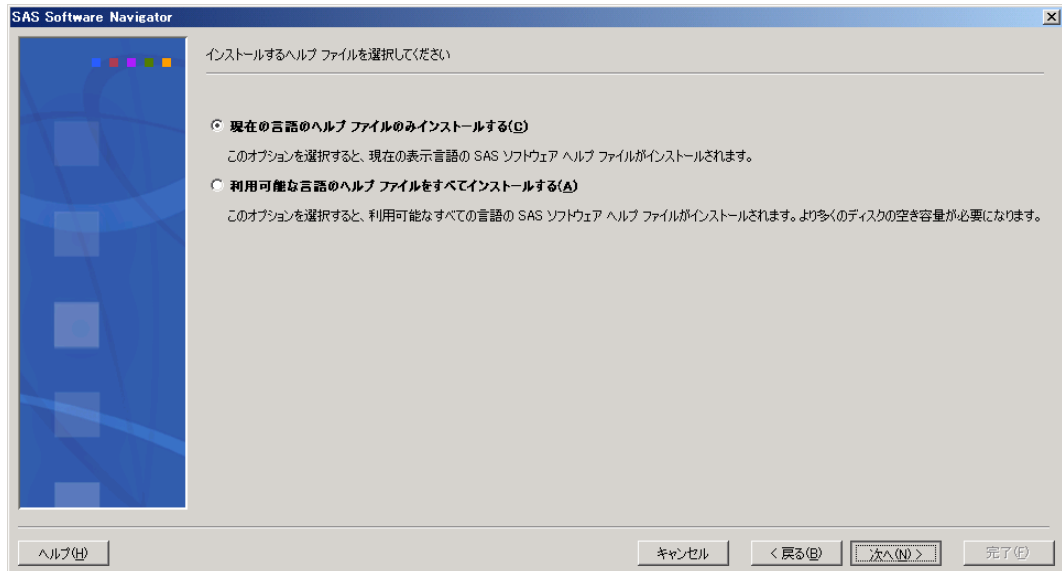 SAS Software Navigator
インストールするヘルプ ファイルを選択してください
現在の言語のヘルプ ファイルのみインストールする(C)
このオプションを選択すると、現在の表示言語の SAS ソフトウェア ヘルプ ファイルがインストールされます。
利用可能な言語のヘルプ ファイルをすべてインストールする(A)
このオプションを選択すると、利用可能なすべての言語の SAS ソフトウェア ヘルプ ファイルがインストールされます。より多くのディスクの空き容量が必要になります。
ヘルプ(H)
キャンセル
< 戻る(B)
次へ(N) >
完了(F)